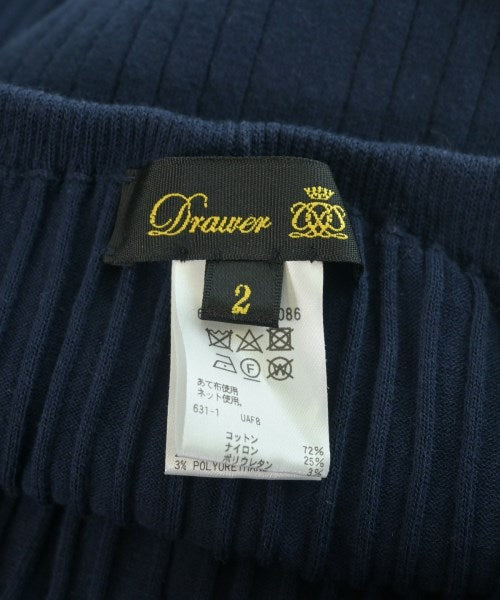 Drawer
2
6
086
F
W
あて布使用
ネット使用.
631-1 UAF8
コットン 72%
ナイロン 25%
ポリウレタン 3%
3% POLYURETHANE